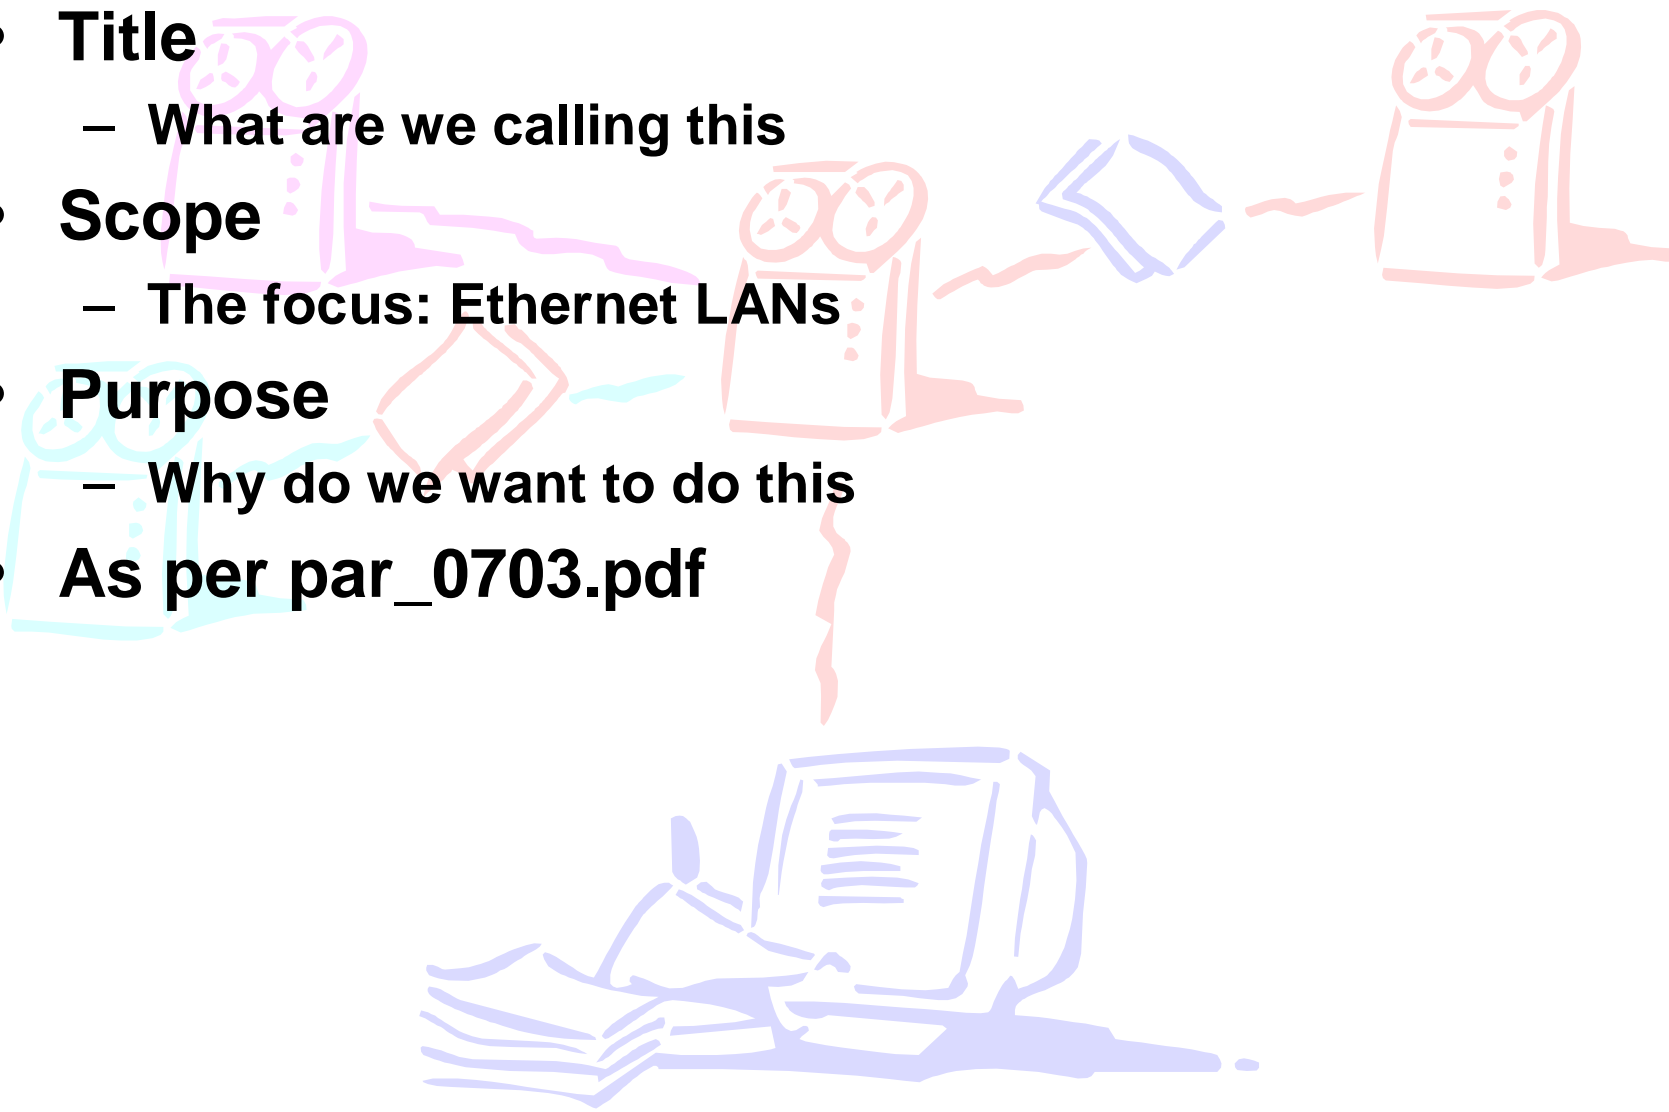 • Title
– What are we calling this
• Scope
– The focus: Ethernet LANs
• Purpose
– Why do we want to do this
• As per par_0703.pdf